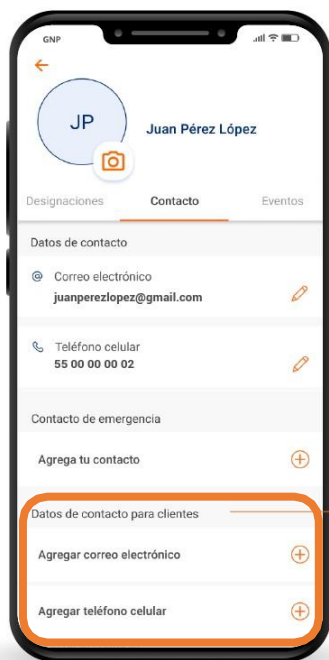 GNP
JP
Juan Pérez López
Designaciones
Contacto
Eventos
Datos de contacto
@ Correo electrónico
juanperezlopez@gmail.com
Teléfono celular
55 00 00 00 02
Contacto de emergencia
Agrega tu contacto
Datos de contacto para clientes
Agregar correo electrónico
Agregar teléfono celular